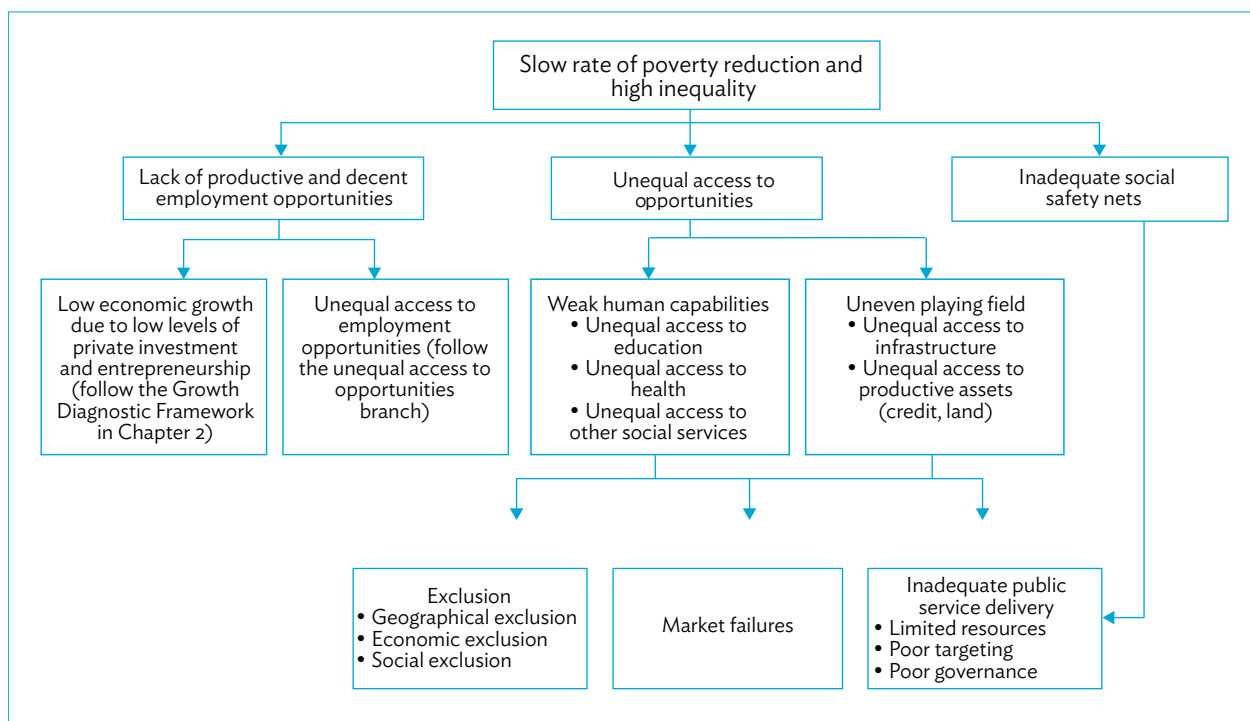 Slow rate of poverty reduction and
high inequality
Lack of productive and decent
employment opportunities
Unequal access to
opportunities
Inadequate social
safety nets
Low economic growth
due to low levels of
private investment
and entrepreneurship
(follow the Growth
Diagnostic Framework
in Chapter 2)
Unequal access to
employment
opportunities (follow
the unequal access to
opportunities
branch)
Weak human capabilities
• Unequal access to
education
• Unequal access to
health
• Unequal access to
other social services
Uneven playing field
• Unequal access to
infrastructure
• Unequal access to
productive assets
(credit, land)
Exclusion
• Geographical exclusion
• Economic exclusion
• Social exclusion
Market failures
Inadequate public
service delivery
• Limited resources
• Poor targeting
• Poor governance